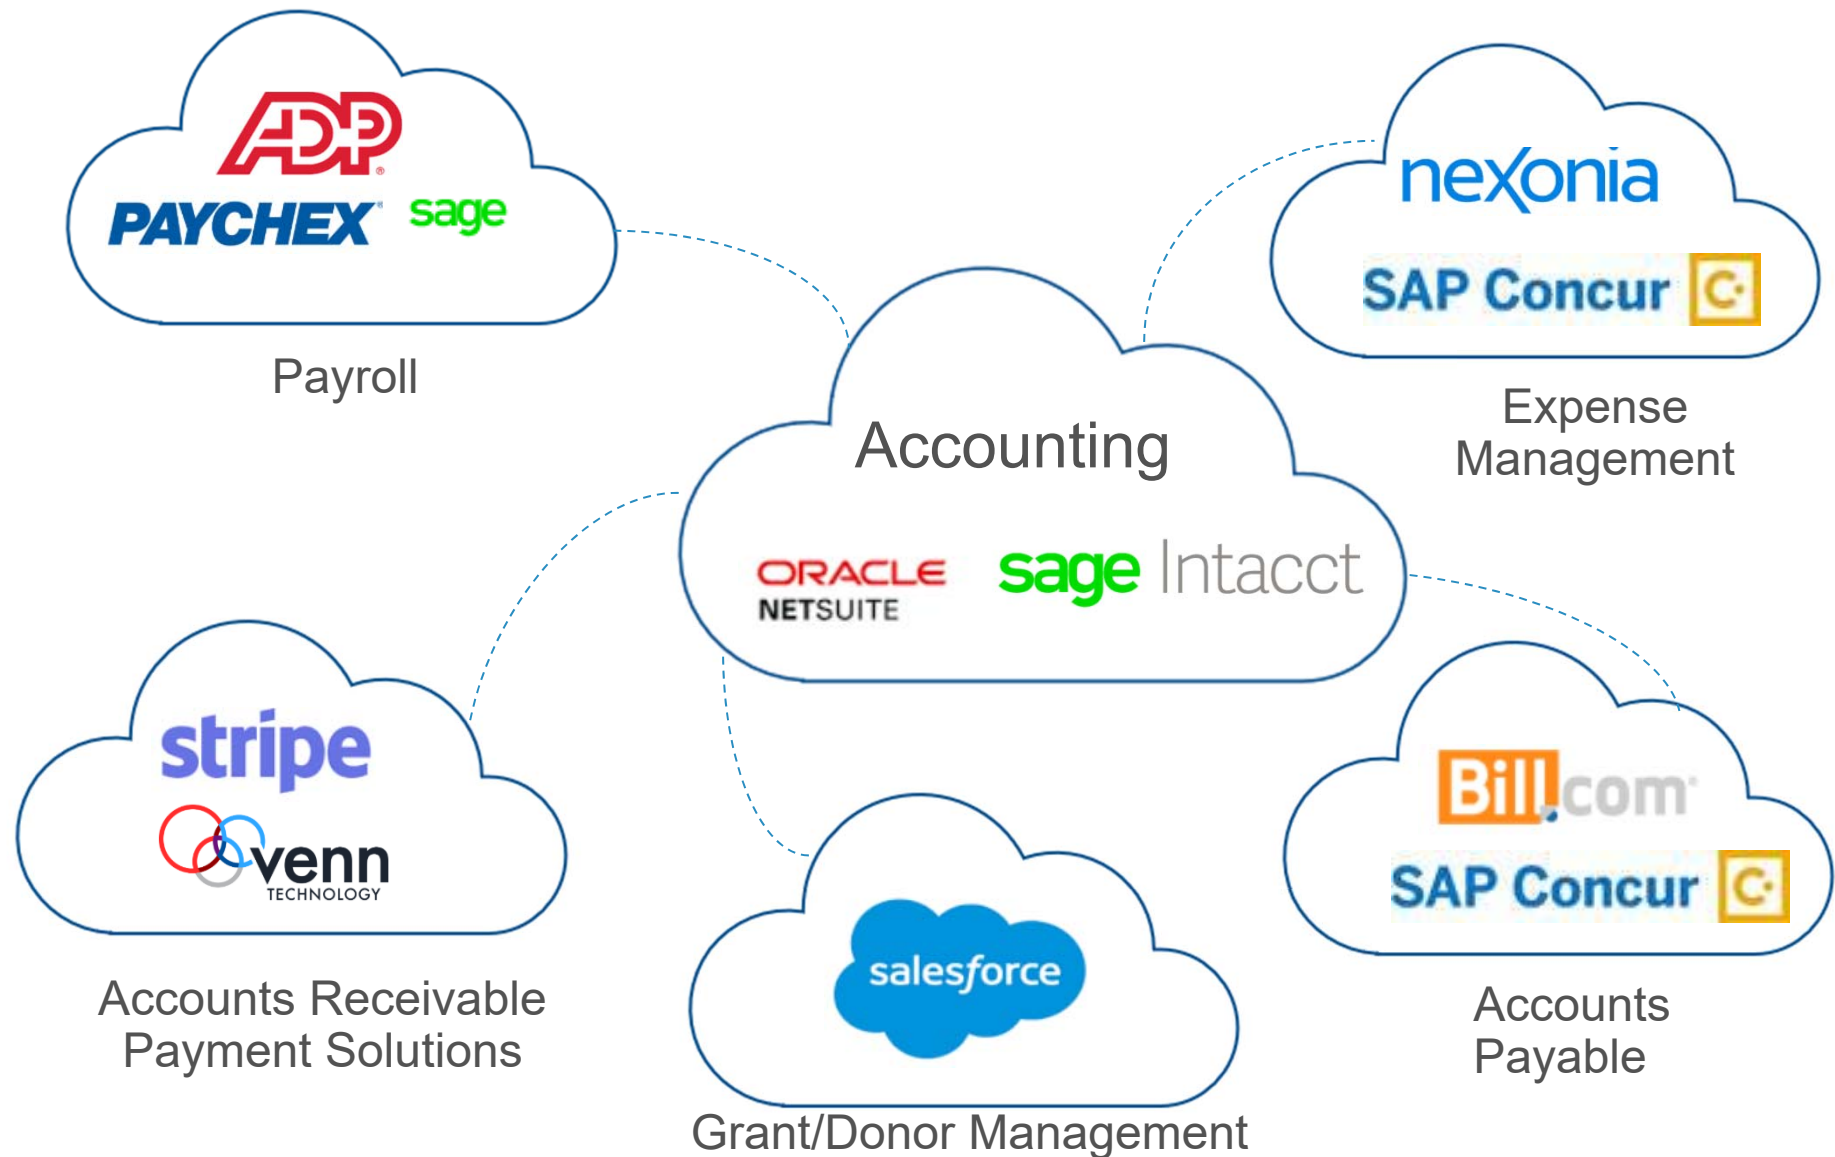 ADP®
PAYCHEX®
sage
Payroll
nexonia
SAP Concur C
Expense
Management
Accounting
ORACLE
NETSUITE
sage Intacct
stripe
venn
TECHNOLOGY
Accounts Receivable
Payment Solutions
salesforce
Grant/Donor Management
Bill.com®
SAP Concur C
Accounts
Payable